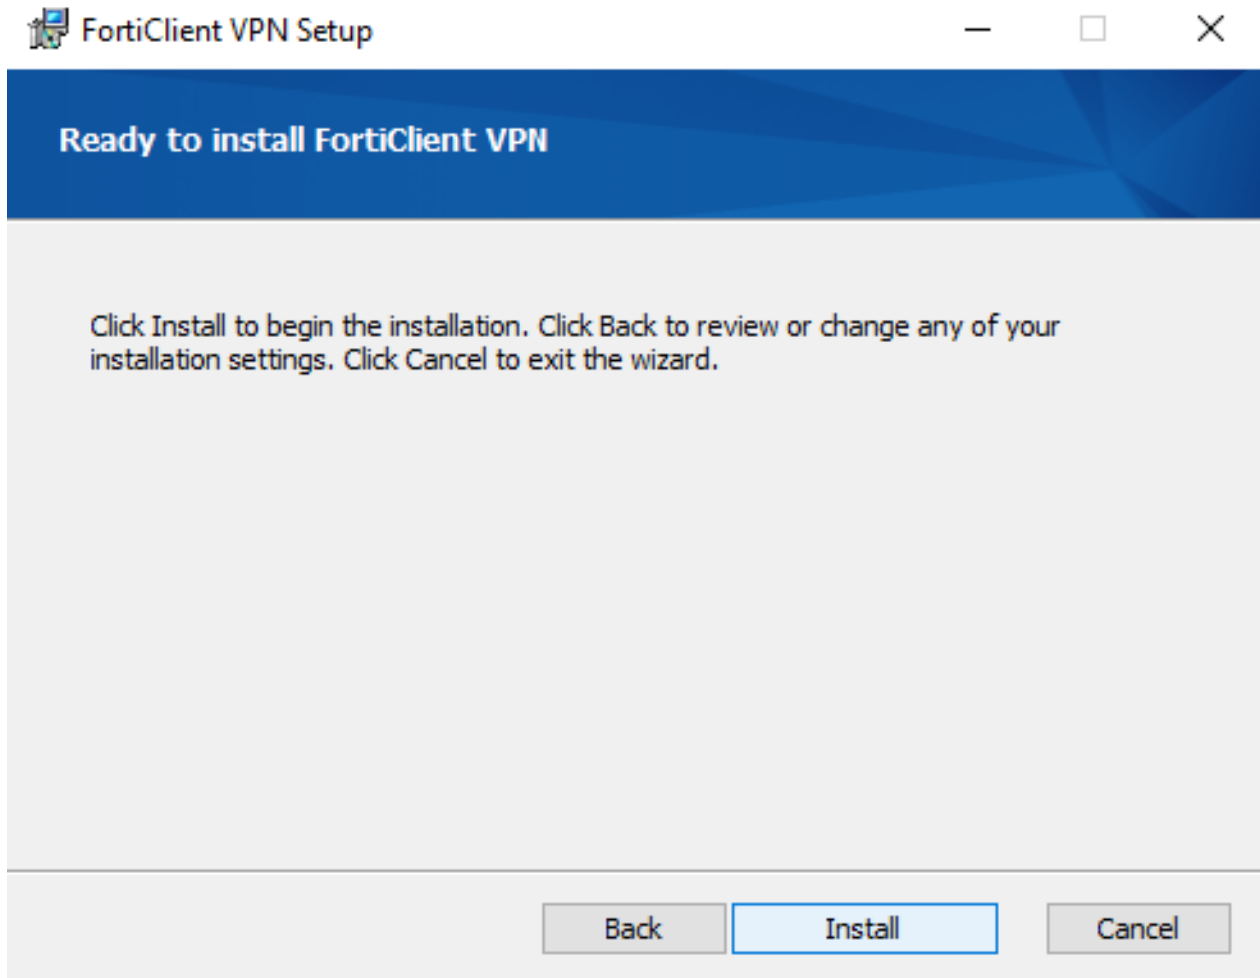 FortiClient VPN Setup
Ready to install FortiClient VPN
Click Install to begin the installation. Click Back to review or change any of your
installation settings. Click Cancel to exit the wizard.
Back Install Cancel